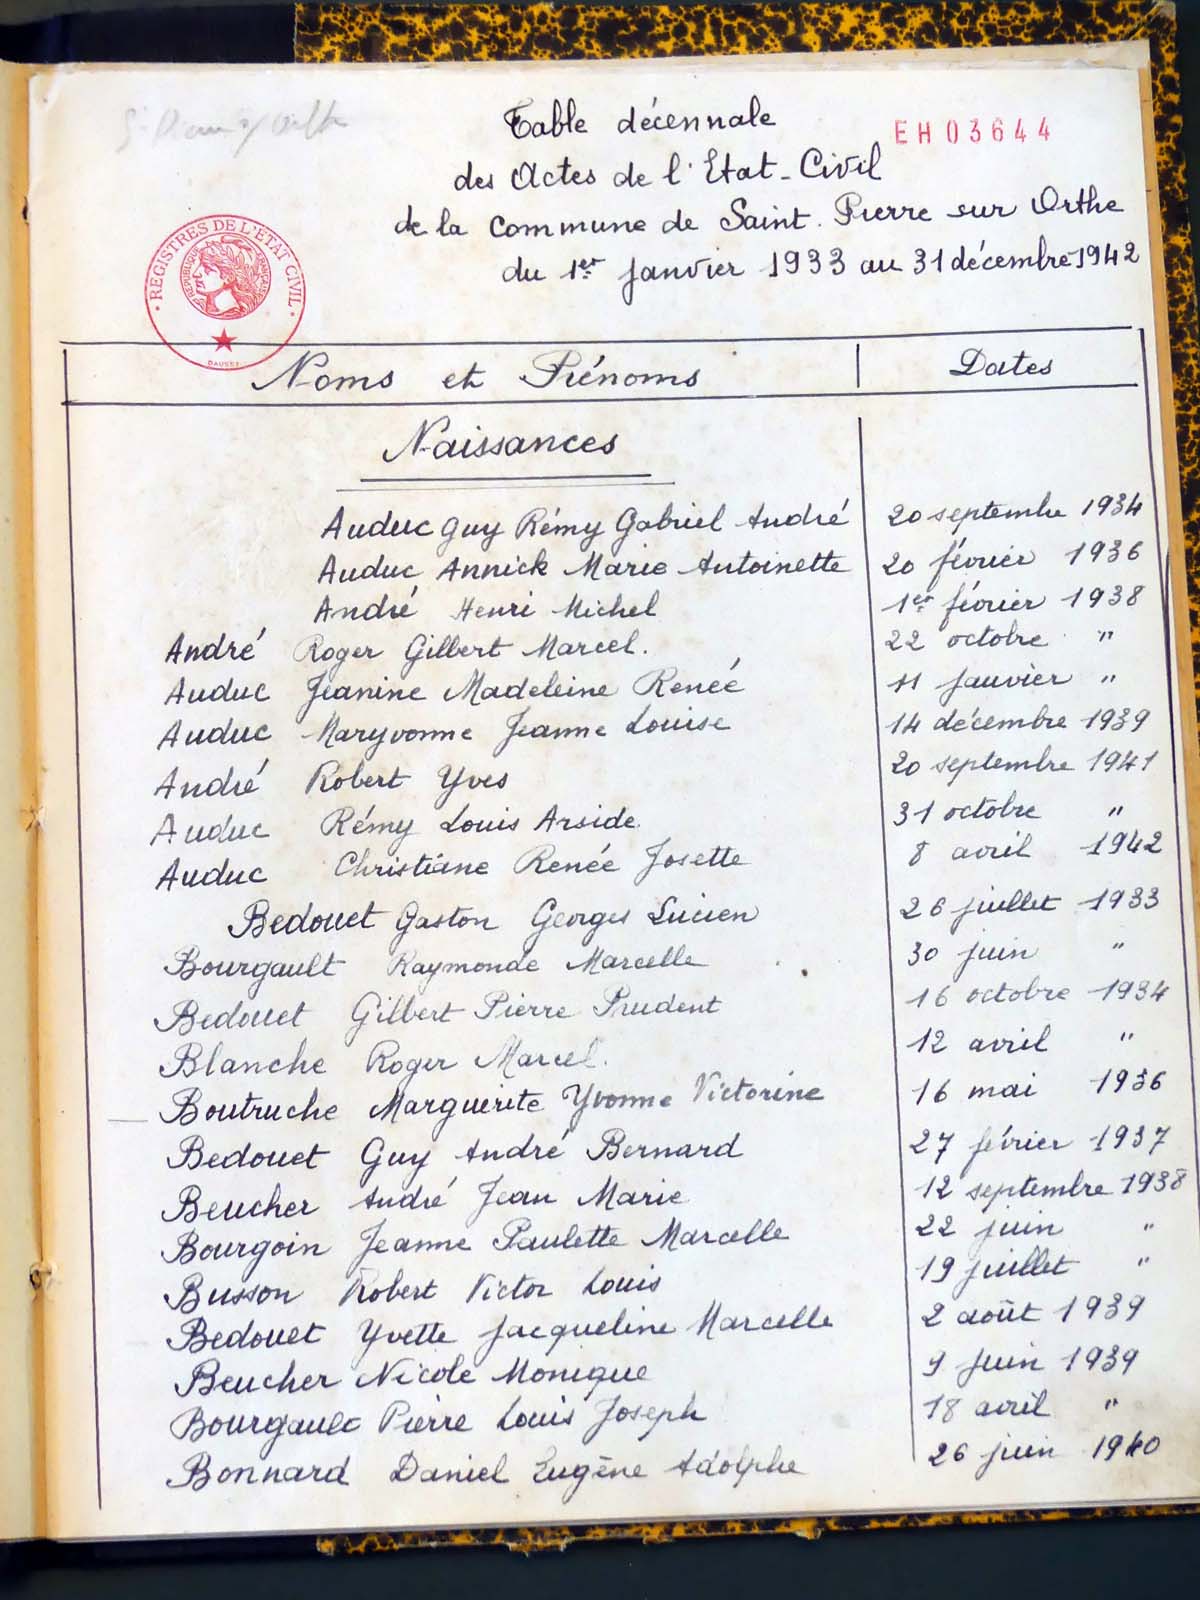 Table décennale
EH03644
des Actes de l'Etat-Civil
de la Commune de Saint. Pierre sur Orthe
du 1er janvier 1933 au 31 décembre 1942
REGISTRES DE L'ETAT CIVIL
REPUBLIQUE FRANÇAISE
Noms et Prénoms Dates
Naissances
Auduc Guy Rémy Gabriel André 20 septembre 1934
Auduc Annick Marie Antoinette 20 février 1936
André Henri Michel 1er février 1938
André Roger Gilbert Marcel. 22 octobre "
Auduc Jeanine Madeleine Renée 11 janvier "
Auduc Maryvonne Jeanne Louise 14 décembre 1939
André Robert Yves 20 septembre 1941
Auduc Rémy Louis Arside 31 octobre "
Auduc Christiane Renée Josette 8 avril 1942
Bedouet Gaston Georges Lucien 26 juillet 1933
Bourgault Raymonde Marcelle 30 juin "
Bedouet Gilbert Pierre Prudent 16 octobre 1934
Blanche Roger Marcel. 12 avril "
Boutruche Marguerite Yvonne Victorine 16 mai 1936
Bedouet Guy André Bernard 27 février 1937
Beucher André Jean Marie 12 septembre 1938
Bourgoin Jeanne Paulette Marcelle 22 juin "
Busson Robert Victor Louis 19 juillet "
Bedouet Yvette Jacqueline Marcelle 2 août 1939
Beucher Nicole Monique 9 juin 1939
Bourgault Pierre Louis Joseph 18 avril "
Bonnard Daniel Eugène Adolphe 26 juin 1940